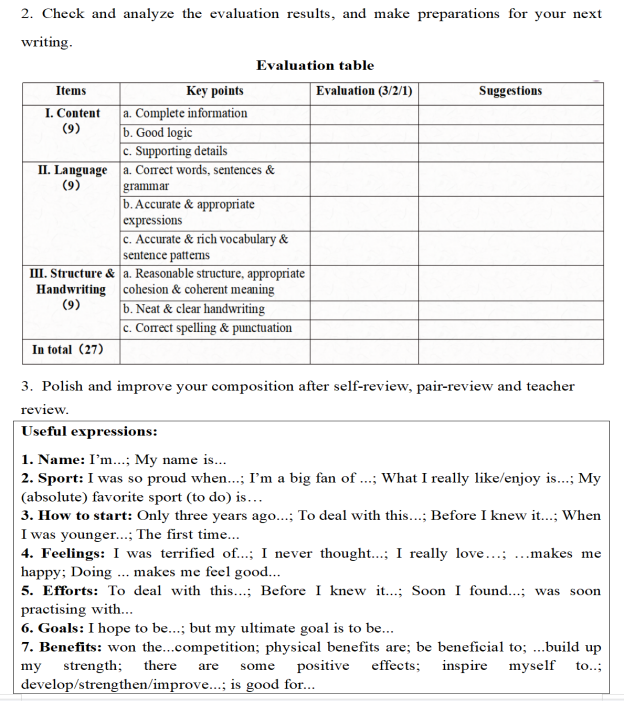 2. Check and analyze the evaluation results, and make preparations for your next
writing.
Evaluation table
Items Key points Evaluation (3/2/1) Suggestions
I. Content (9) a. Complete information
b. Good logic
c. Supporting details
II. Language (9) a. Correct words, sentences &
grammar
b. Accurate & appropriate
expressions
c. Accurate & rich vocabulary &
sentence patterns
III. Structure & Handwriting (9) a. Reasonable structure, appropriate
cohesion & coherent meaning
b. Neat & clear handwriting
c. Correct spelling & punctuation
In total (27)
3. Polish and improve your composition after self-review, pair-review and teacher
review.
Useful expressions:
1. Name: I'm...; My name is...
2. Sport: I was so proud when...; I'm a big fan of ...; What I really like/enjoy is...; My
(absolute) favorite sport (to do) is…
3. How to start: Only three years ago...; To deal with this...; Before I knew it...; When
I was younger...; The first time...
4. Feelings: I was terrified of...; I never thought...; I really love…; …makes me
happy; Doing ... makes me feel good...
5. Efforts: To deal with this...; Before I knew it...; Soon I found...; was soon
practising with...
6. Goals: I hope to be...; but my ultimate goal is to be...
7. Benefits: won the...competition; physical benefits are; be beneficial to; ...build up
my strength; there are some positive effects; inspire myself to..;
develop/strengthen/improve...; is good for...